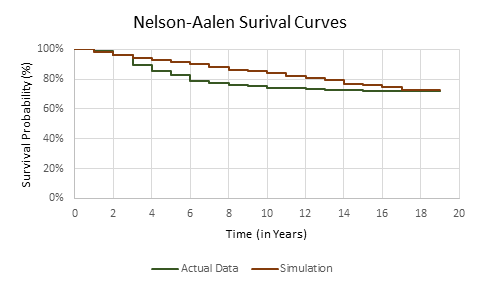 Nelson-Aalen Surival Curves
100%
80%
60%
40%
20%
0%
Survival Probability (%)
0 2 4 6 8 10 12 14 16 18 20
Time (in Years)
Actual Data Simulation